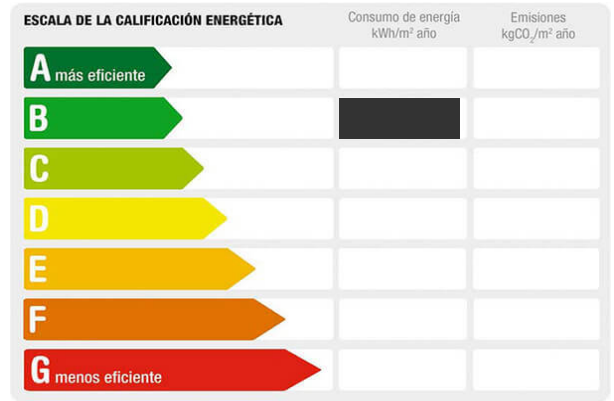 ESCALA DE LA CALIFICACIÓN ENERGÉTICA
Consumo de energía
kWh/m² año
Emisiones
kgCO₂/m² año
A más eficiente
B
C
D
E
F
G menos eficiente